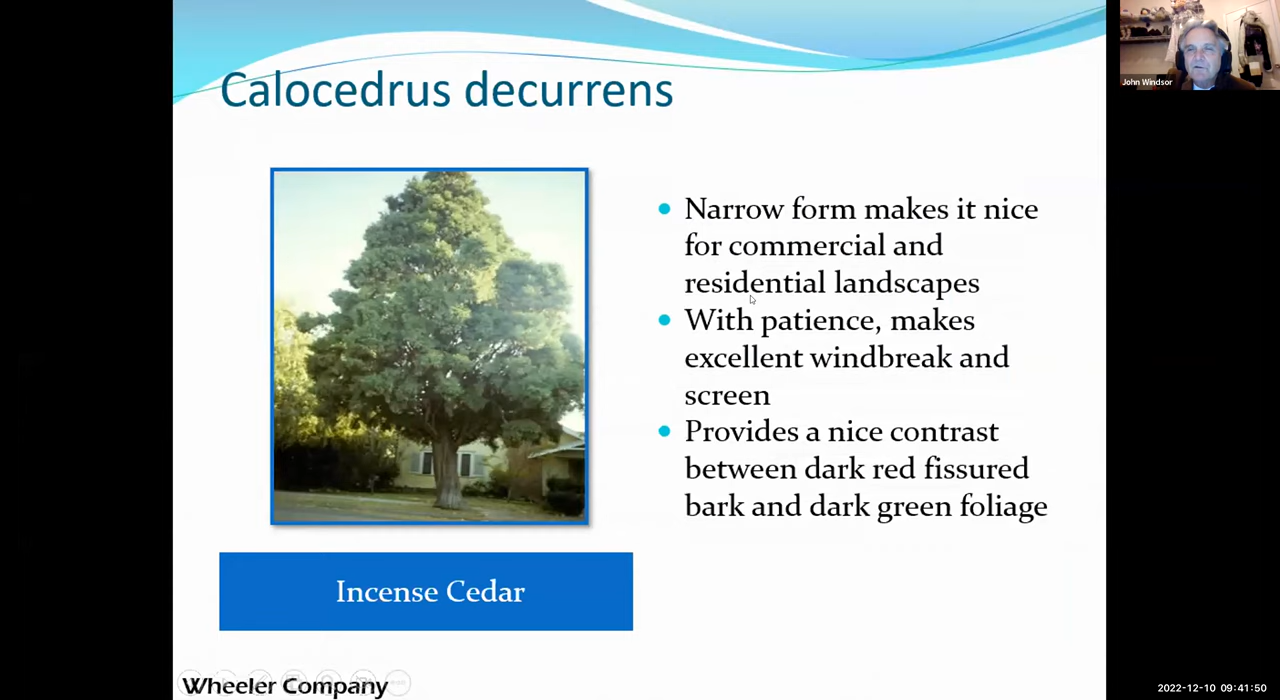 Calocedrus decurrens
Narrow form makes it nice
for commercial and
residential landscapes
With patience, makes
excellent windbreak and
screen
Provides a nice contrast
between dark red fissured
bark and dark green foliage
Incense Cedar
Wheeler Company
John Windsor
2022-12-10 09:41:50